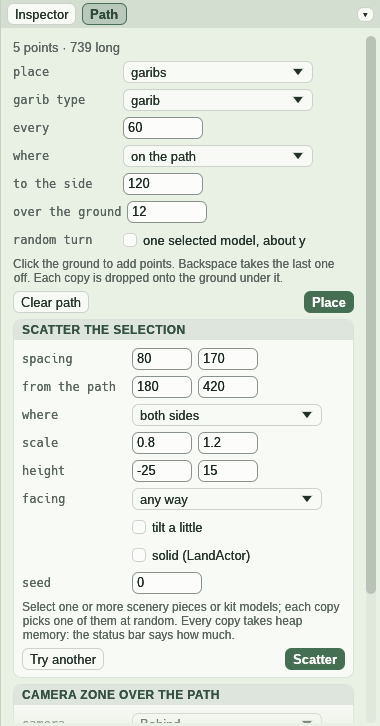 Inspector Path
5 points · 739 long
place garibs
garib type garib
every 60
where on the path
to the side 120
over the ground 12
random turn one selected model, about y
Click the ground to add points. Backspace takes the last one
off. Each copy is dropped onto the ground under it.
Clear path Place
SCATTER THE SELECTION
spacing 80 170
from the path 180 420
where both sides
scale 0.8 1.2
height -25 15
facing any way
tilt a little
solid (LandActor)
seed 0
Select one or more scenery pieces or kit models; each copy
picks one of them at random. Every copy takes heap
memory: the status bar says how much.
Try another Scatter
CAMERA ZONE OVER THE PATH
camera Behind